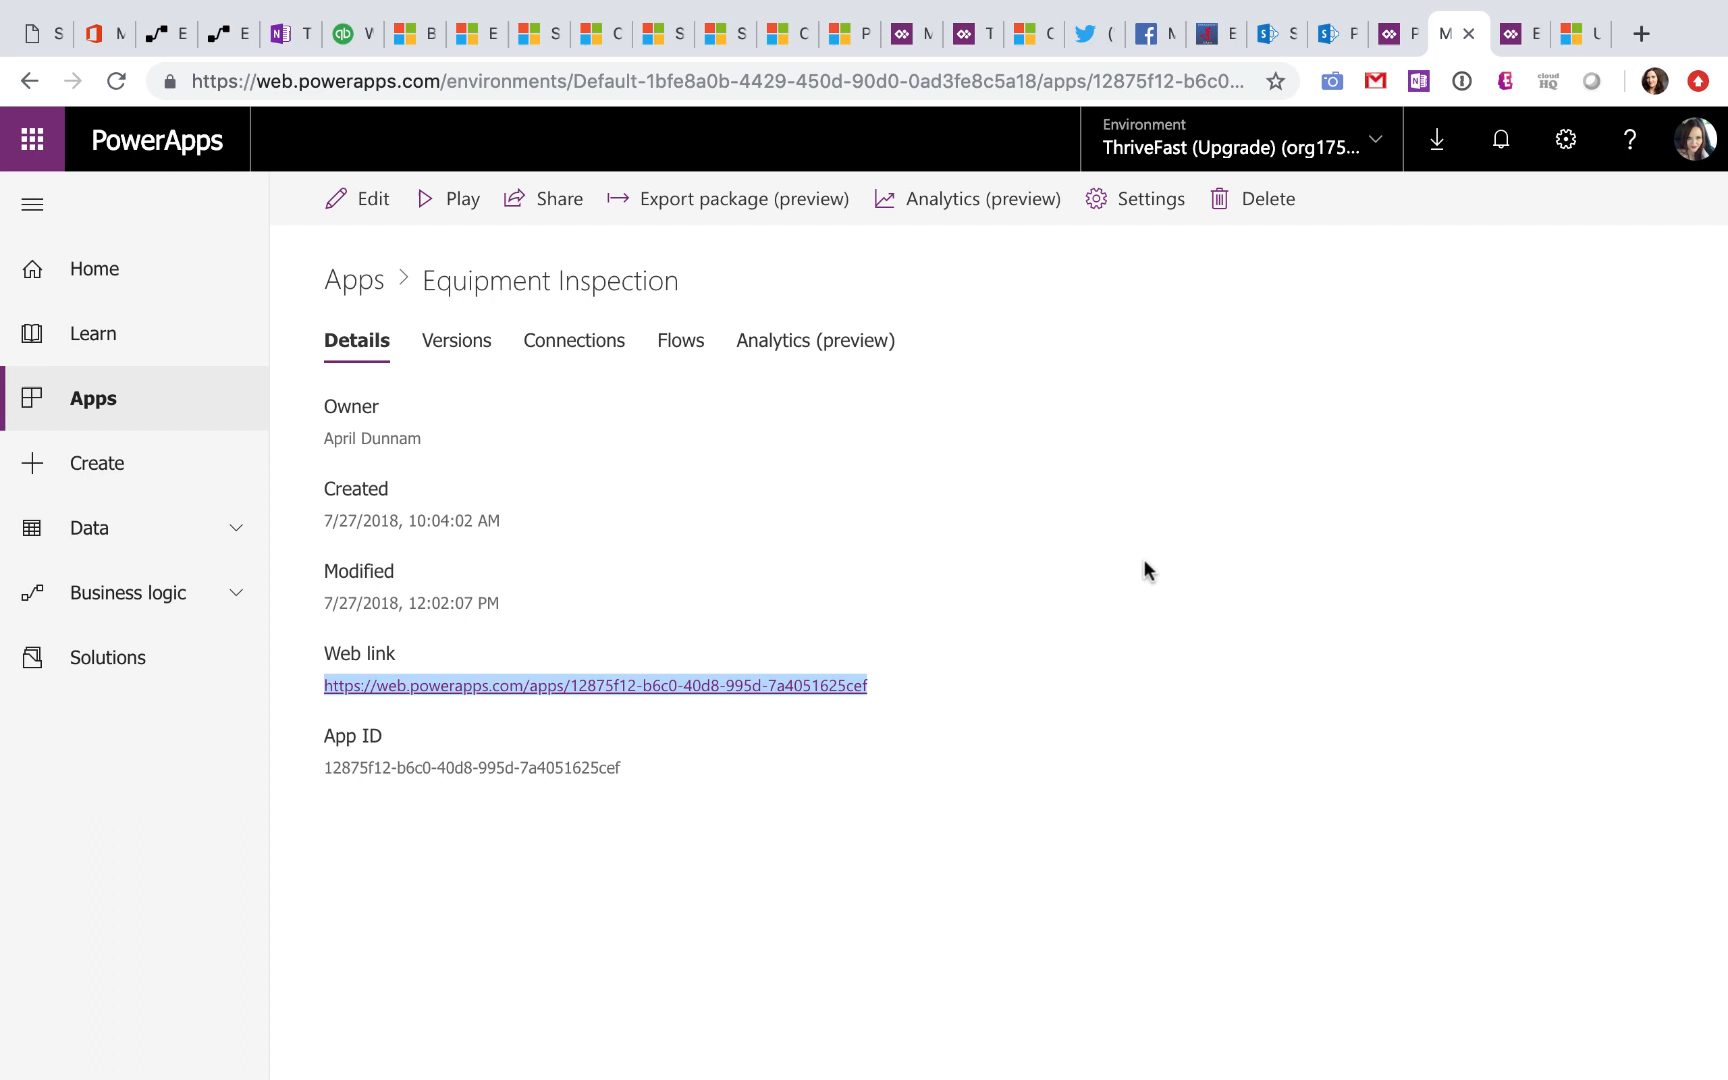 S M E E N T W B E S C S S C P M T C ( M E S P P M E U
https://web.powerapps.com/environments/Default-1bfe8a0b-4429-450d-90d0-0ad3fe8c5a18/apps/12875f12-b6c0...
cloud
HQ
PowerApps
Environment
ThriveFast (Upgrade) (org175...
?
Edit Play Share Export package (preview) Analytics (preview) Settings Delete
Home
Learn
Apps
Create
Data
Business logic
Solutions
Apps > Equipment Inspection
Details Versions Connections Flows Analytics (preview)
Owner
April Dunnam
Created
7/27/2018, 10:04:02 AM
Modified
7/27/2018, 12:02:07 PM
Web link
https://web.powerapps.com/apps/12875f12-b6c0-40d8-995d-7a4051625cef
App ID
12875f12-b6c0-40d8-995d-7a4051625cef